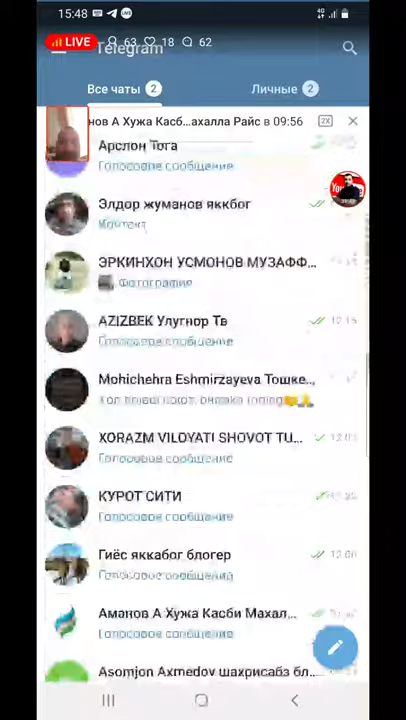 15:48
LIVE 63 18 62
Telegram
Все чаты 2 Личные 2
нов А Хужа Касб...ахалла Райс в 09:56 2X
Арслон Тога
Голосовое сообщение
Элдор жуманов яккбог
Контакт
ЭРКИНХОН УСМОНОВ МУЗАФФ...
Фотография
AZIZBEK Улугнор Тв 12:15
Голосовое сообщение
Mohichehra Eshmirzayeva Тошке...
XORAZM VILOYATI SHOVOT TU...
Голосовое сообщение
КУРОТ СИТИ
Голосовое сообщение
Гиёс яккабог блогер 12:00
Голосовое сообщение
Аманов А Хужа Касби Махал...
Голосовое сообщение
Asomjon Axmedov шахрисабз бл...